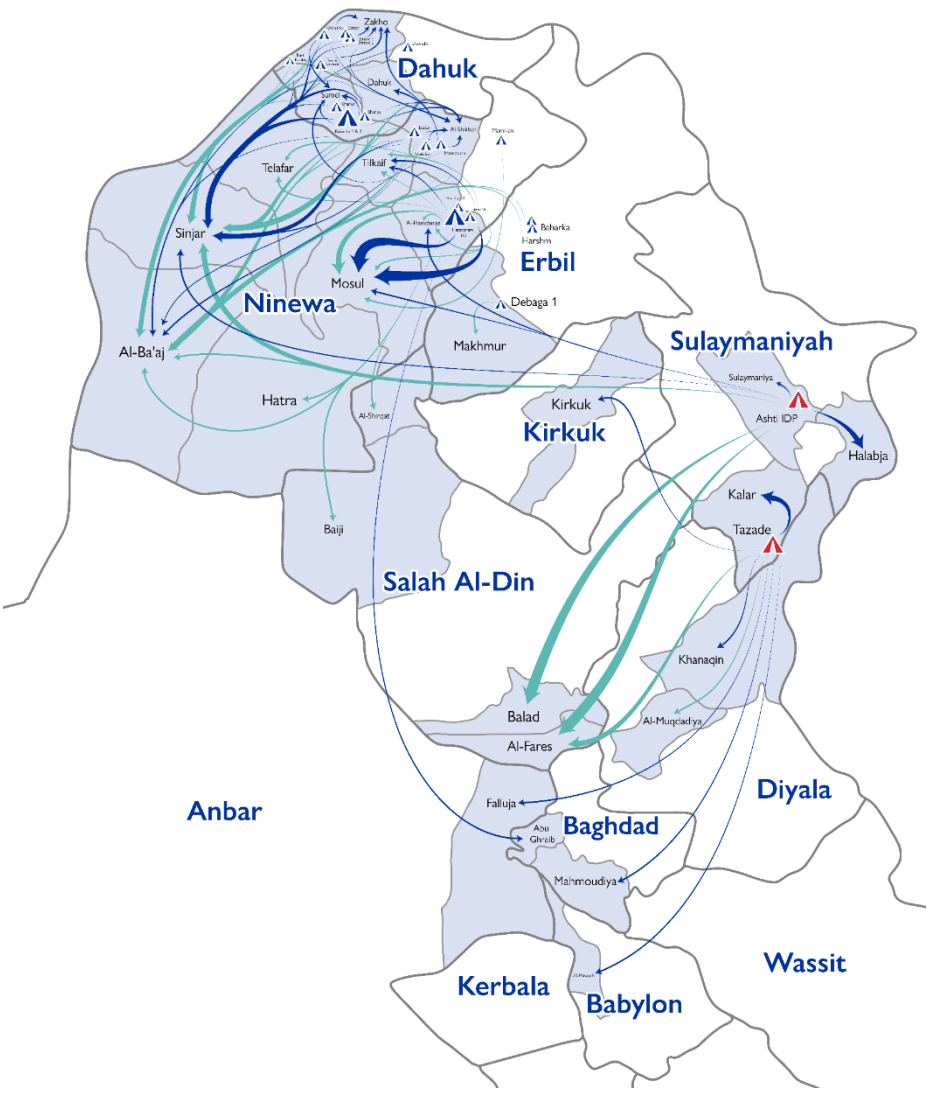 Zakho
Dahuk
Dahuk
Sumel
Al-Shikhan
Telafar
Tilkaif
Al-Hamdaniya
Sinjar
Baharka
Harshm
Erbil
Mosul
Ninewa
Debaga 1
Makhmur
Al-Ba'aj
Hatra
Al-Shirqat
Sulaymaniyah
Sulaymaniya
Kirkuk
Kirkuk
Ashti IDP
Halabja
Kalar
Tazade
Baiji
Salah Al-Din
Khanaqin
Balad
Al-Muqdadiya
Al-Fares
Diyala
Anbar
Falluja
Abu
Ghraib
Baghdad
Mahmoudiya
Wassit
Kerbala
Babylon